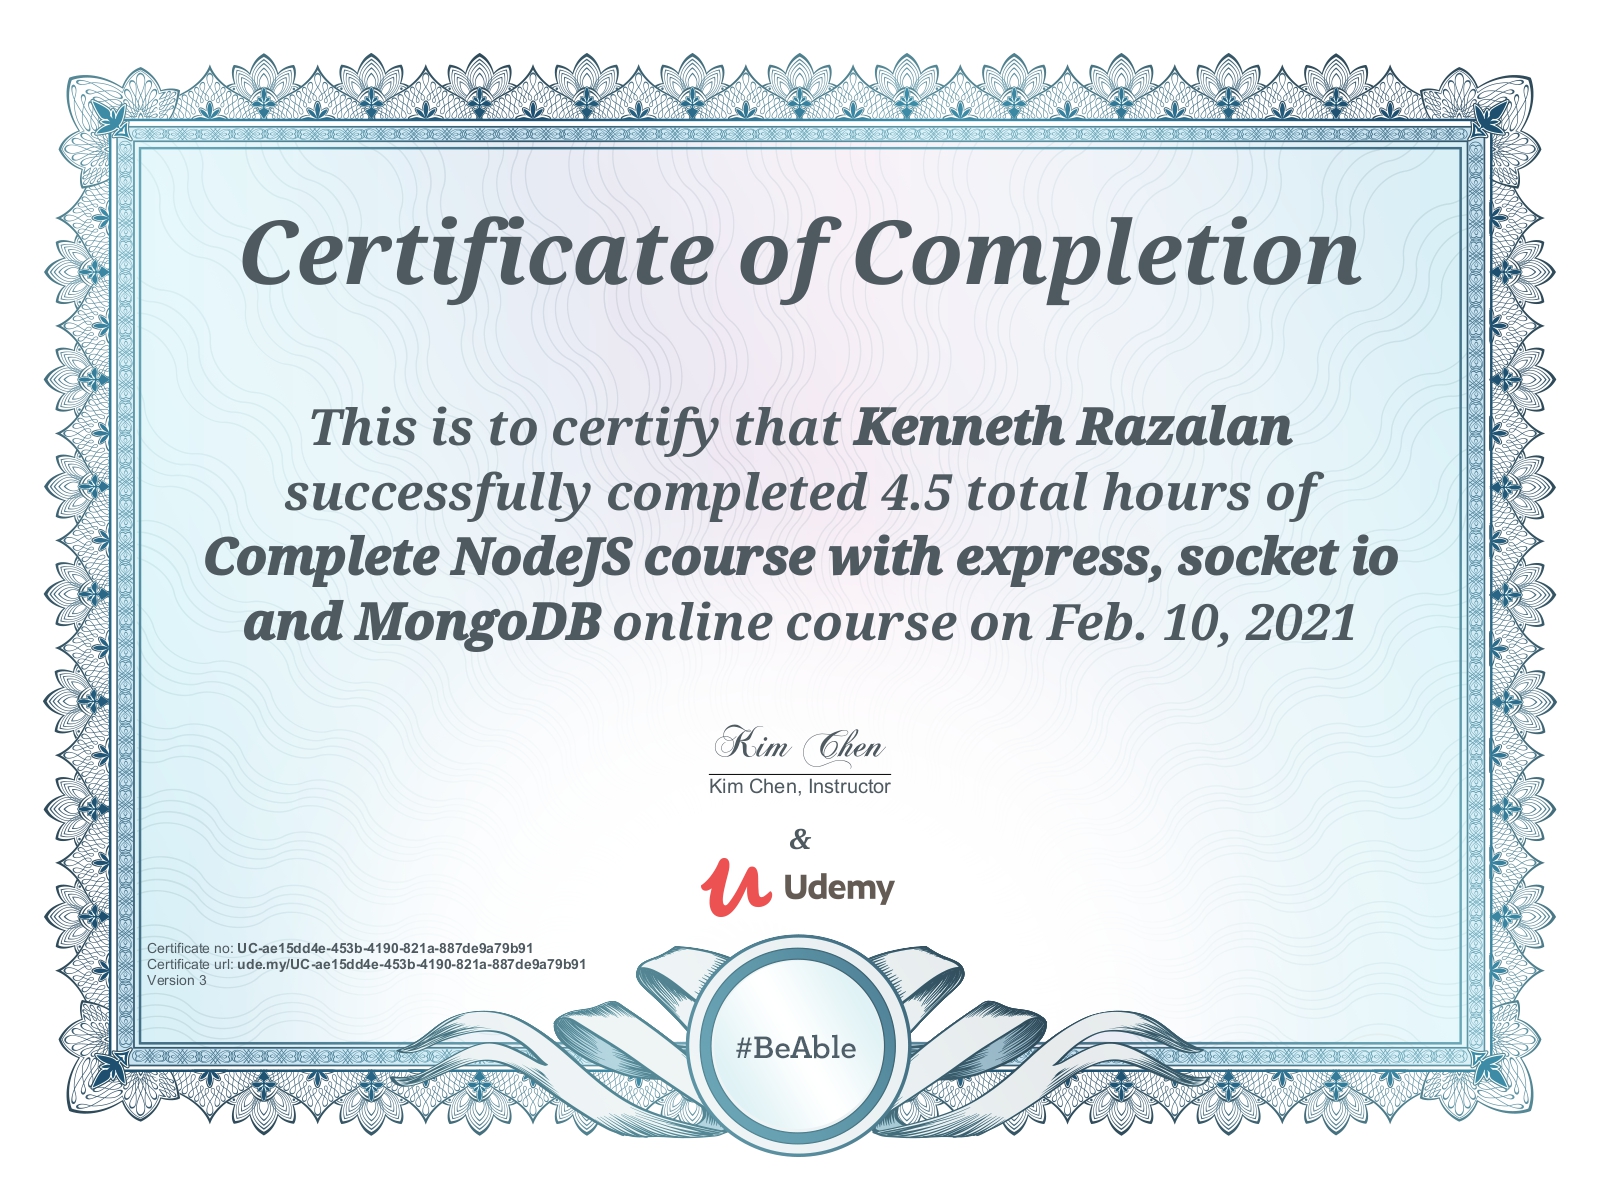 Certificate of Completion
This is to certify that Kenneth Razalan
successfully completed 4.5 total hours of
Complete NodeJS course with express, socket io
and MongoDB online course on Feb. 10, 2021
Kim Chen
Kim Chen, Instructor
&
Udemy
Certificate no: UC-ae15dd4e-453b-4190-821a-887de9a79b91
Certificate url: ude.my/UC-ae15dd4e-453b-4190-821a-887de9a79b91
Version 3
#BeAble